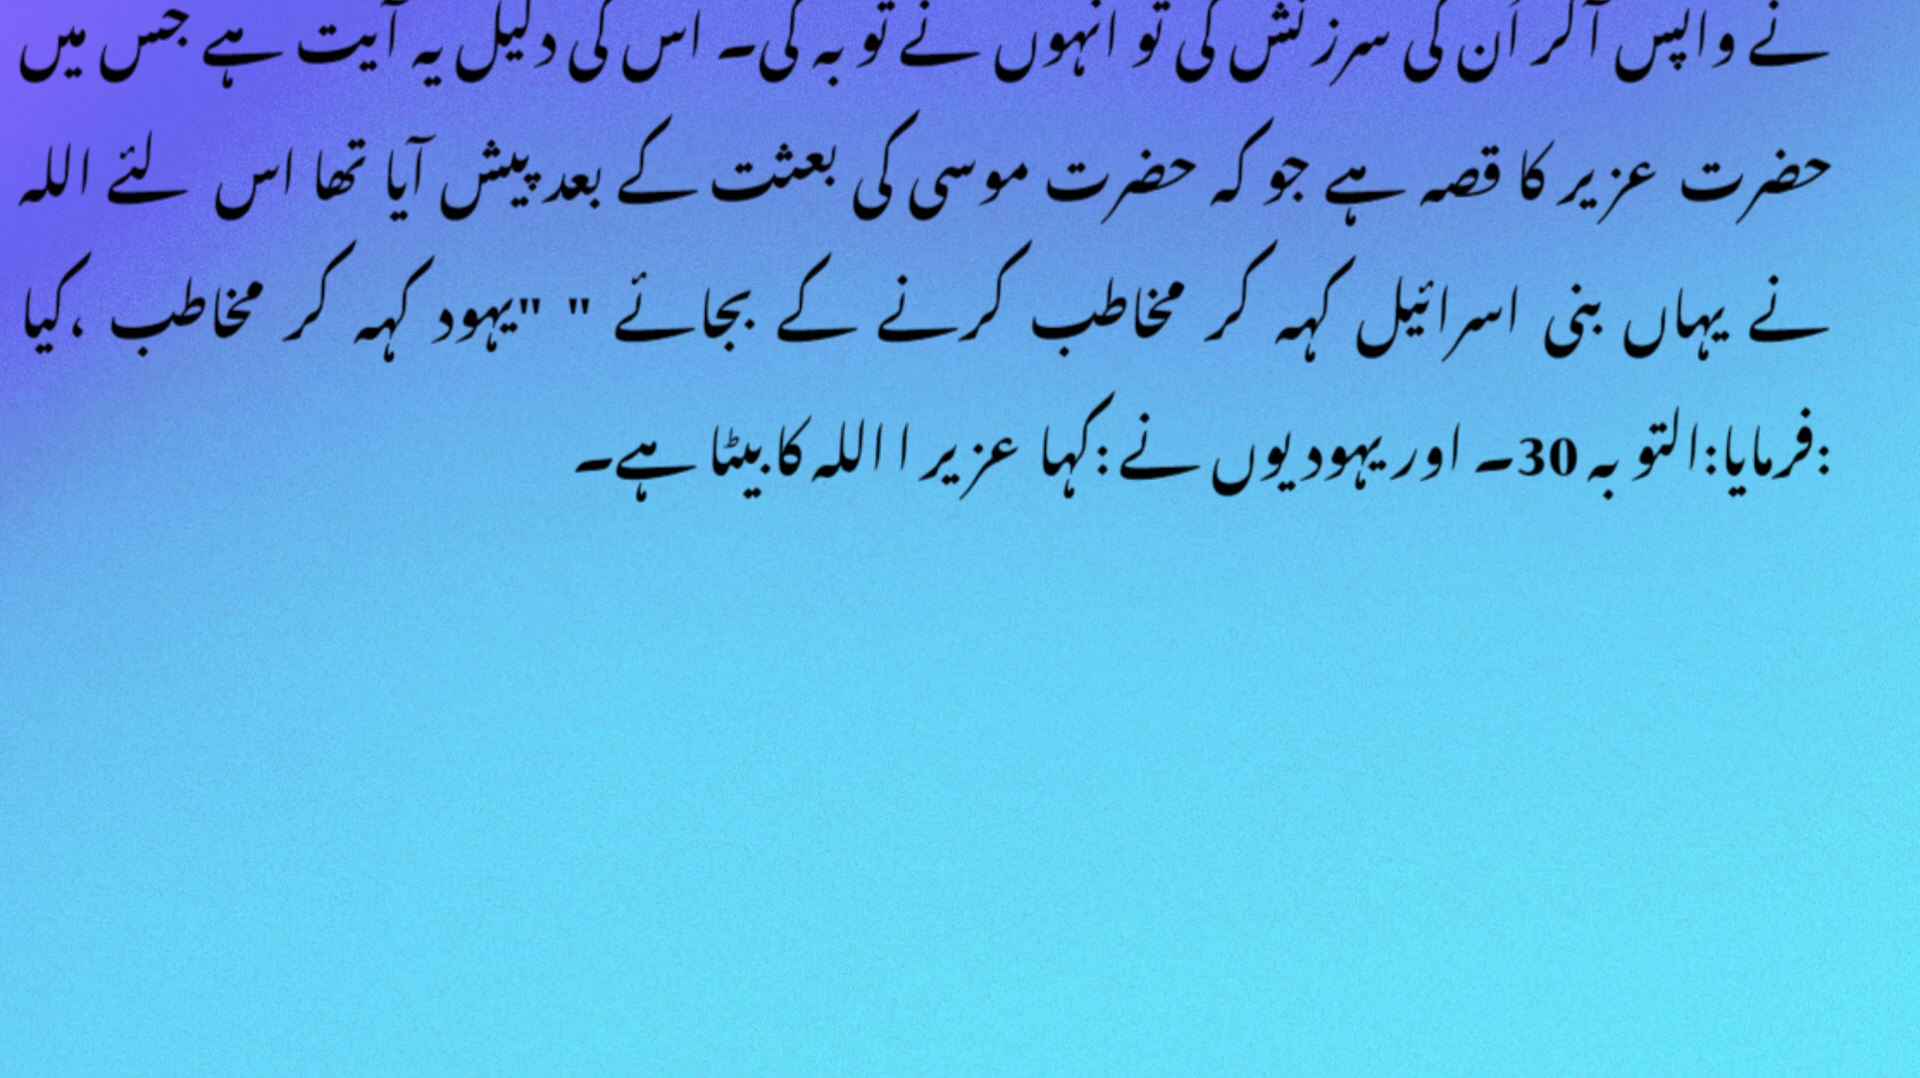 نے واپس آکر اُن کی سرزنش کی تو انہوں نے توبہ کی۔ اس کی دلیل یہ آیت ہے جس میں
حضرت عزیر کا قصہ ہے جو کہ حضرت موسی کی بعثت کے بعد پیش آیا تھا اس لئے اللہ
نے یہاں بنی اسرائیل کہہ کر مخاطب کرنے کے بجائے " "یہود کہہ کر مخاطب ،کیا
:فرمایا:التوبہ 30۔ اور یہودیوں نے :کہا عزیر ا اللہ کا بیٹا ہے۔